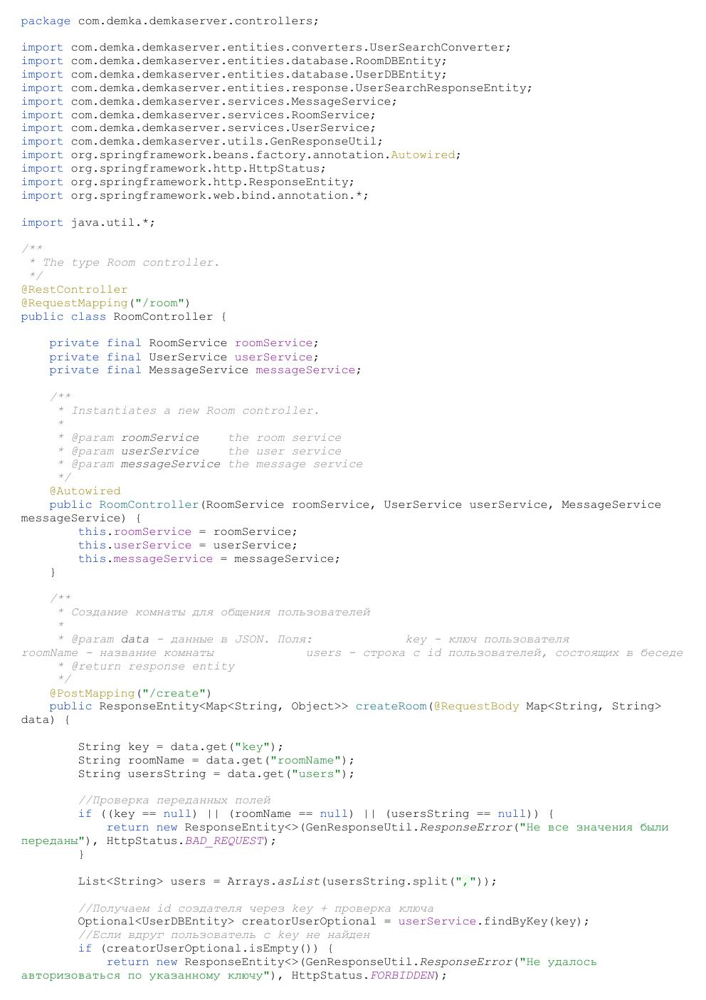 package com.demka.demkaserver.controllers;

import com.demka.demkaserver.entities.converters.UserSearchConverter;
import com.demka.demkaserver.entities.database.RoomDBEntity;
import com.demka.demkaserver.entities.database.UserDBEntity;
import com.demka.demkaserver.entities.response.UserSearchResponseEntity;
import com.demka.demkaserver.services.MessageService;
import com.demka.demkaserver.services.RoomService;
import com.demka.demkaserver.services.UserService;
import com.demka.demkaserver.utils.GenResponseUtil;
import org.springframework.beans.factory.annotation.Autowired;
import org.springframework.http.HttpStatus;
import org.springframework.http.ResponseEntity;
import org.springframework.web.bind.annotation.*;

import java.util.*;

/**
 * The type Room controller.
 */
@RestController
@RequestMapping("/room")
public class RoomController {

    private final RoomService roomService;
    private final UserService userService;
    private final MessageService messageService;

    /**
     * Instantiates a new Room controller.
     *
     * @param roomService    the room service
     * @param userService    the user service
     * @param messageService the message service
     */
    @Autowired
    public RoomController(RoomService roomService, UserService userService, MessageService
messageService) {
        this.roomService = roomService;
        this.userService = userService;
        this.messageService = messageService;
    }

    /**
     * Создание комнаты для общения пользователей
     *
     * @param data - данные в JSON. Поля:             key - ключ пользователя
roomName - название комнаты             users - строка с id пользователей, состоящих в беседе
     * @return response entity
     */
    @PostMapping("/create")
    public ResponseEntity<Map<String, Object>> createRoom(@RequestBody Map<String, String>
data) {

        String key = data.get("key");
        String roomName = data.get("roomName");
        String usersString = data.get("users");

        //Проверка переданных полей
        if ((key == null) || (roomName == null) || (usersString == null)) {
            return new ResponseEntity<>(GenResponseUtil.ResponseError("Не все значения были
переданы"), HttpStatus.BAD_REQUEST);
        }

        List<String> users = Arrays.asList(usersString.split(","));

        //Получаем id создателя через key + проверка ключа
        Optional<UserDBEntity> creatorUserOptional = userService.findByKey(key);
        //Если вдруг пользователь с key не найден
        if (creatorUserOptional.isEmpty()) {
            return new ResponseEntity<>(GenResponseUtil.ResponseError("Не удалось
авторизоваться по указанному ключу"), HttpStatus.FORBIDDEN);